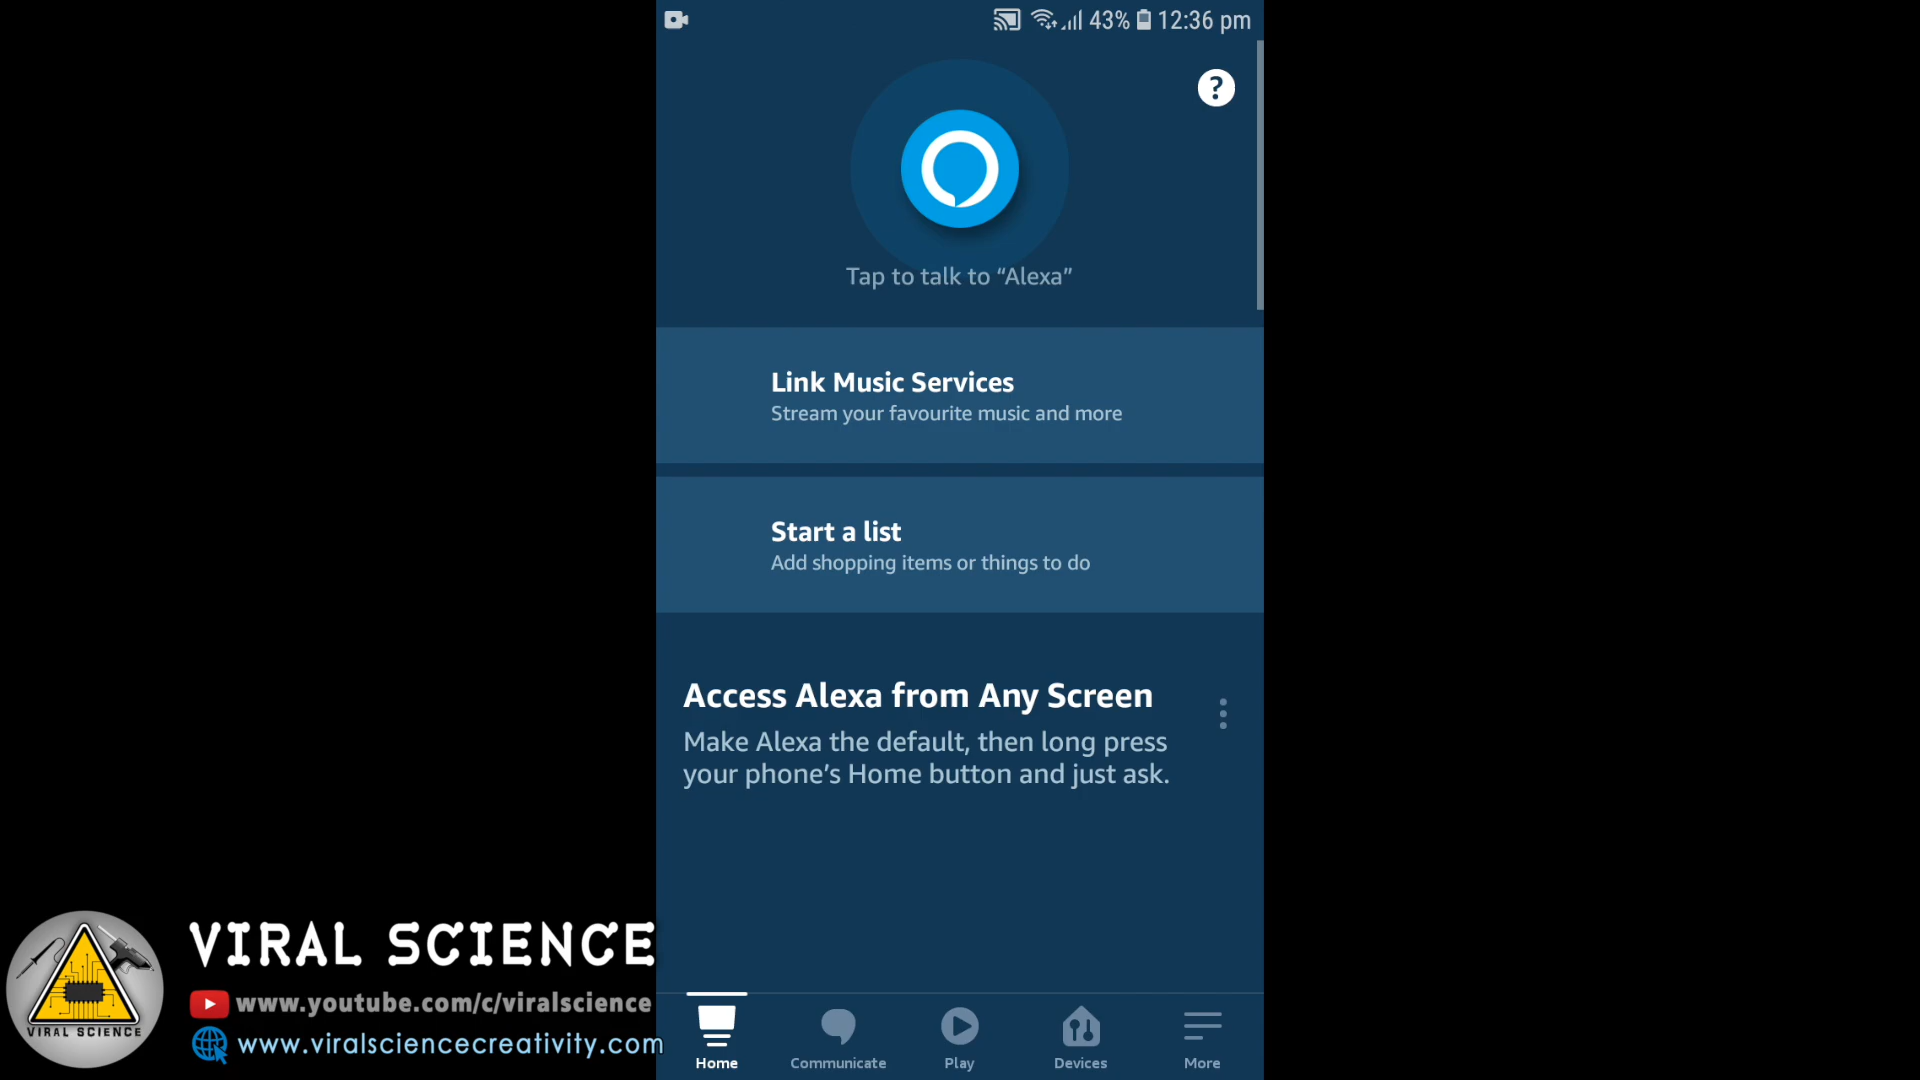 43% 12:36 pm
?
Tap to talk to “Alexa”
Link Music Services
Stream your favourite music and more
Start a list
Add shopping items or things to do
Access Alexa from Any Screen
Make Alexa the default, then long press
your phone’s Home button and just ask.
Home Communicate Play Devices More
VIRAL SCIENCE
VIRAL SCIENCE
www.youtube.com/c/viralscience
www.viralsciencecreativity.com